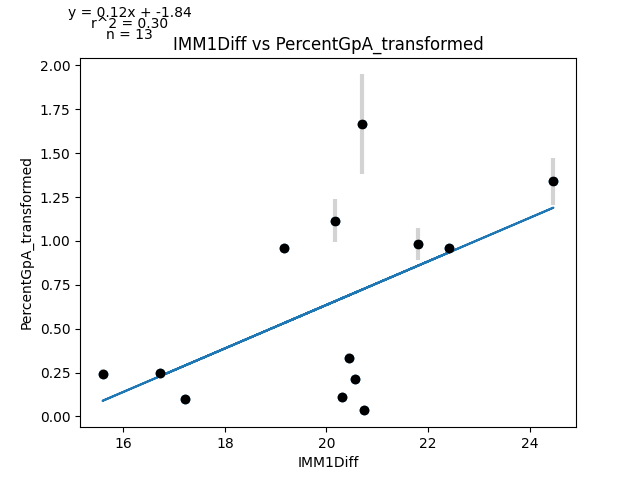 y = 0.12x + -1.84
r^2 = 0.30
n = 13
IMM1Diff vs PercentGpA_transformed
2.00
1.75
1.50
1.25
1.00
0.75
0.50
0.25
0.00
PercentGpA_transformed
16 18 20 22 24
IMM1Diff